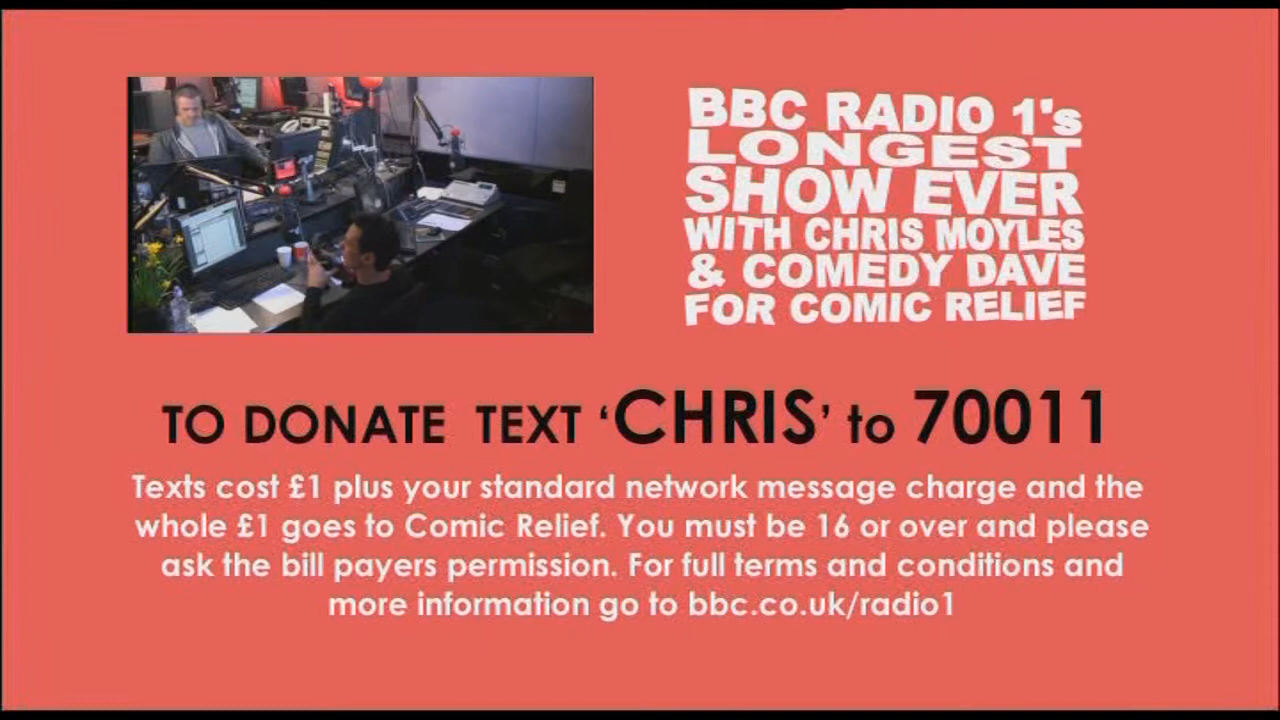 BBC RADIO 1's
LONGEST
SHOW EVER
WITH CHRIS MOYLES
& COMEDY DAVE
FOR COMIC RELIEF
TO DONATE TEXT ‘CHRIS’ to 70011
Texts cost £1 plus your standard network message charge and the
whole £1 goes to Comic Relief. You must be 16 or over and please
ask the bill payers permission. For full terms and conditions and
more information go to bbc.co.uk/radio1